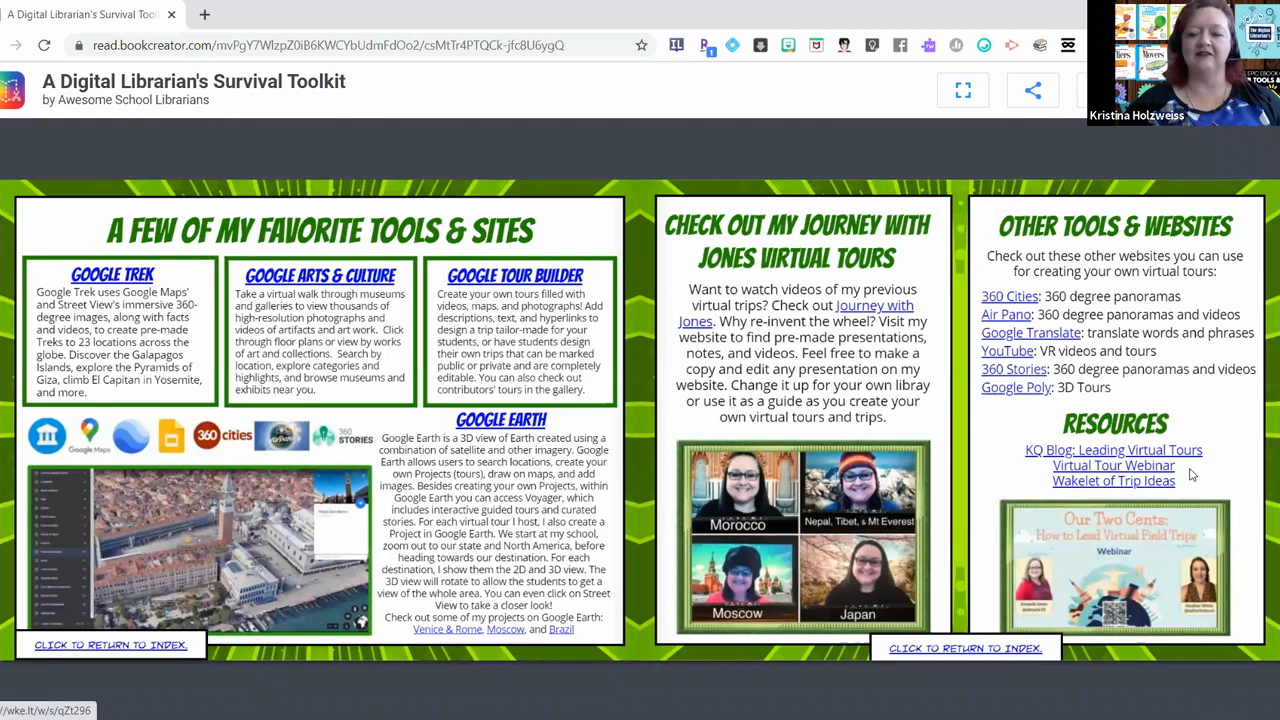 A Digital Librarian's Survival Too
read.bookcreator.com/
A Digital Librarian's Survival Toolkit
by Awesome School Librarians
Kristina Holzweiss
A FEW OF MY FAVORITE TOOLS & SITES
GOOGLE TREK
Google Trek uses Google Maps'
and Street View's immersive 360-
degree images, along with facts
and videos, to create pre-made
Treks to 23 locations across the
globe. Discover the Galapagos
Islands, explore the Pyramids of
Giza, climb El Capitan in Yosemite,
and more.
GOOGLE ARTS & CULTURE
Take a virtual walk through museums
and galleries to view thousands of
high-resolution photographs and
videos of artifacts and art work. Click
through floor plans or view by works
of art and collections. Search by
location, explore categories and
highlights, and browse museums and
exhibits near you.
GOOGLE TOUR BUILDER
Create your own tours filled with
videos, maps, and photographs! Add
descriptions, text, and hyperlinks to
design a trip tailor-made for your
students, or have students design
their own trips that can be marked
public or private and are completely
editable. You can also check out
contributors' tours in the gallery.
Google Maps
360 cities
AirPano
360 STORIES
GOOGLE EARTH
Google Earth is a 3D view of Earth created using a
combination of satellite and other imagery. Google
Earth allows users to search locations, create your
own Projects (tours), draw on maps, and add
images. Besides creating your own Projects, within
Google Earth you can access Voyager, which
includes interactive guided tours and curated
stories. For each virtual tour I host, I also create a
Project in Google Earth. We start at my school,
zoom out to our state and North America, before
heading towards our destination. For each
destination, I show them the 2D and 3D view. The
3D view will rotate to allow the students to get a
view of the whole area. You can even click on Street
View to take a closer look!
Check out some of my projects on Google Earth:
Venice & Rome, Moscow, and Brazil
CLICK TO RETURN TO INDEX.
CHECK OUT MY JOURNEY WITH
JONES VIRTUAL TOURS
Want to watch videos of my previous
virtual trips? Check out Journey with
Jones. Why re-invent the wheel? Visit my
website to find pre-made presentations,
notes, and videos. Feel free to make a
copy and edit any presentation on my
website. Change it up for your own libray
or use it as a guide as you create your
own virtual tours and trips.
Morocco
Nepal, Tibet, & Mt Everest
Moscow
Japan
OTHER TOOLS & WEBSITES
Check out these other websites you can use
for creating your own virtual tours:
360 Cities: 360 degree panoramas
Air Pano: 360 degree panoramas and videos
Google Translate: translate words and phrases
YouTube: VR videos and tours
360 Stories: 360 degree panoramas and videos
Google Poly: 3D Tours
RESOURCES
KQ Blog: Leading Virtual Tours
Virtual Tour Webinar
Wakelet of Trip Ideas
Our Two Cents:
How to Lead Virtual Field Trips
Webinar
CLICK TO RETURN TO INDEX.
//wke.lt/w/s/qZt296